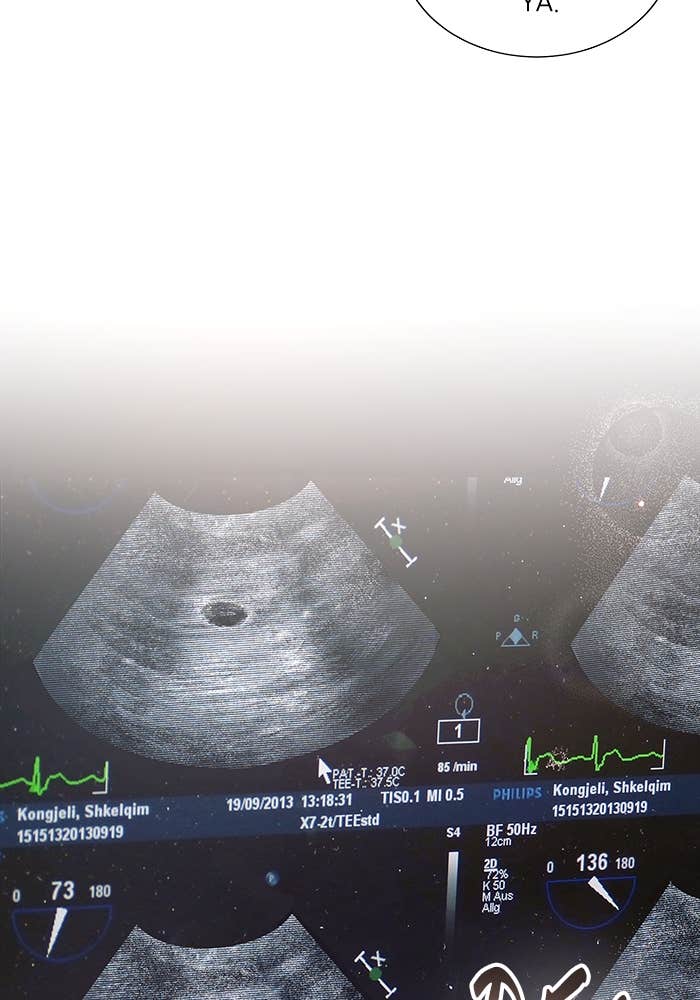 YA.
Allg
Tx
P R
1
PAT.-T.: 37.0C
TEE-T.: 37.5C
85 /min
19/09/2013 13:18:31 TIS0.1 MI 0.5
X7-2t/TEEstd
Kongjeli, Shkelqim
15151320130919
PHILIPS
Kongjeli, Shkelqim
15151320130919
S4
BF 50Hz
12cm
2D
72%
K 50
M Aus
Allg
0 73 180
0 136 180
Tx